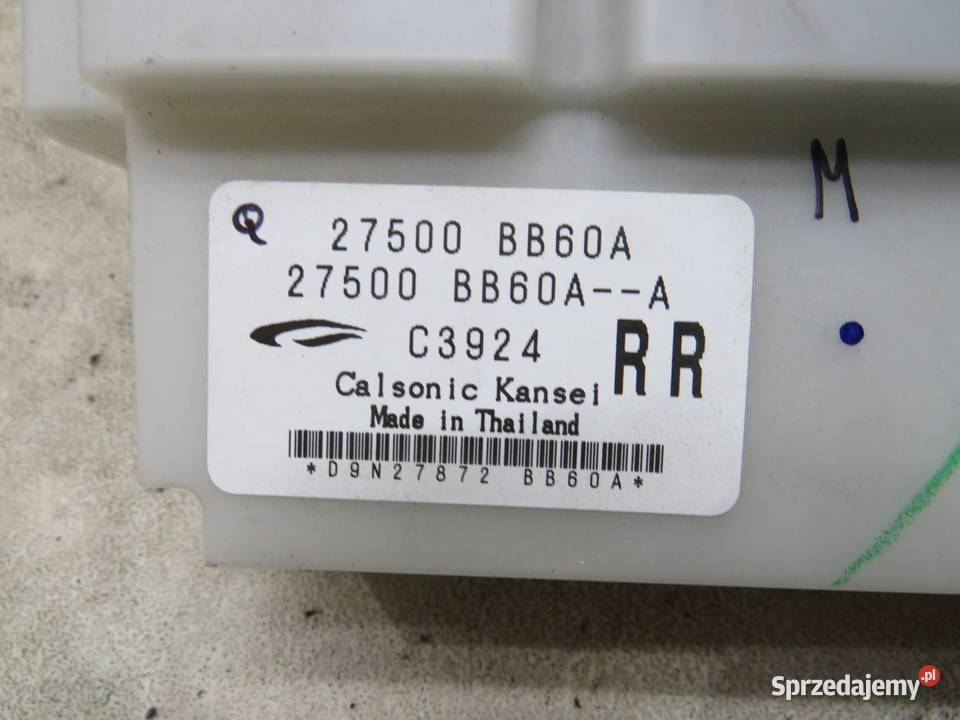 M
Q 27500 BB60A
27500 BB60A--A
C3924 RR
Calsonic Kansei
Made in Thailand
*D9N27872 BB60A*
Sprzedajemy.pl